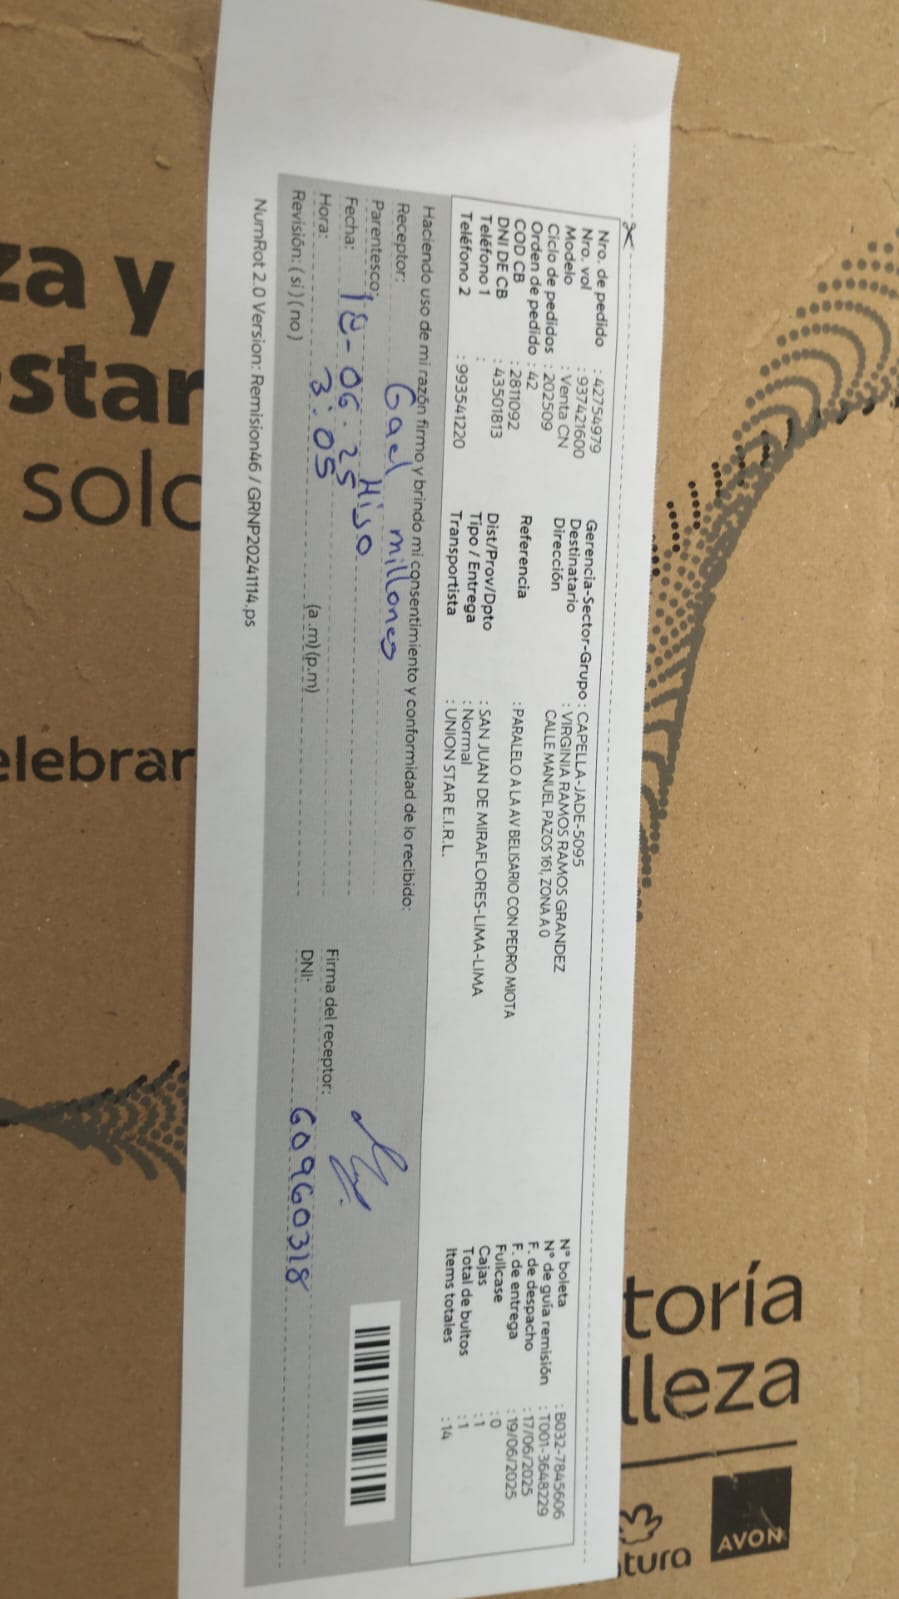 Nro. de pedido : 42754979
Nro. vol : 937421600
Modelo : Venta CN
Ciclo de pedidos : 202509
Orden de pedido : 42
COD CB : 2811092
DNI DE CB : 43501813
Teléfono 1 :
Teléfono 2 : 993541220
Gerencia-Sector-Grupo : CAPELLA-JADE-5095
Destinatario : VIRGINIA RAMOS RAMOS GRANDEZ
Dirección CALLE MANUEL PAZOS 161, ZONA A 0
Referencia : PARALELO A LA AV BELISARIO CON PEDRO MIOTA
Dist/Prov/Dpto : SAN JUAN DE MIRAFLORES-LIMA-LIMA
Tipo / Entrega : Normal
Transportista : UNION STAR E.I.R.L.
N° boleta : B032-7845606
N° de guía remisión : T001-3648229
F. de despacho : 17/06/2025
F. de entrega : 19/06/2025
Fullcase : 0
Cajas : 1
Total de bultos : 1
Items totales : 14
Haciendo uso de mi razón firmo y brindo mi consentimiento y conformidad de lo recibido:
Receptor: Gael millones
Parentesco: Hijo
Fecha: 18-06-25
Hora: 3:05 (a.m)(p.m)
Revisión: (si)(no)
Firma del receptor:
DNI: 60960318
NumRot 2.0 Version: Remision46 / GRNP20241114.ps
za y
star
solo
elebrar
toría
lleza
tura
AVON